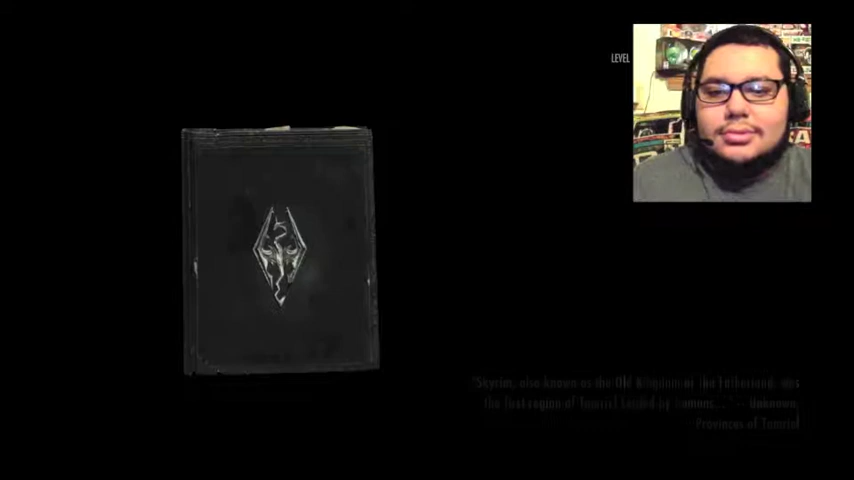 LEVEL
"Skyrim, also known as the Old Kingdom or the Fatherland, was
the first region of Tamriel settled by humans..." -- Unknown,
Provinces of Tamriel